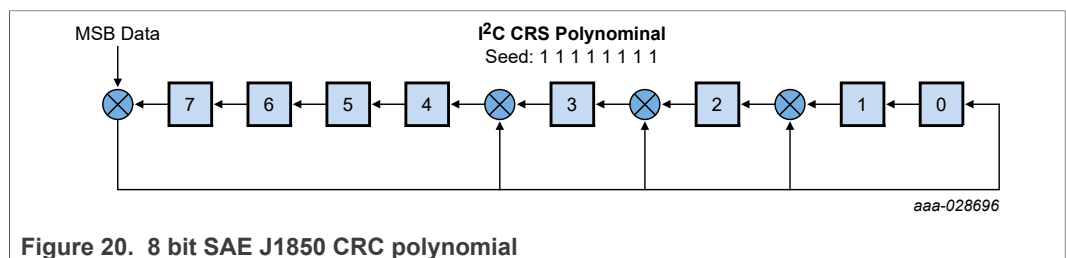 MSB Data
I²C CRS Polynominal
Seed: 1 1 1 1 1 1 1 1
7 6 5 4 3 2 1 0
aaa-028696
Figure 20. 8 bit SAE J1850 CRC polynomial